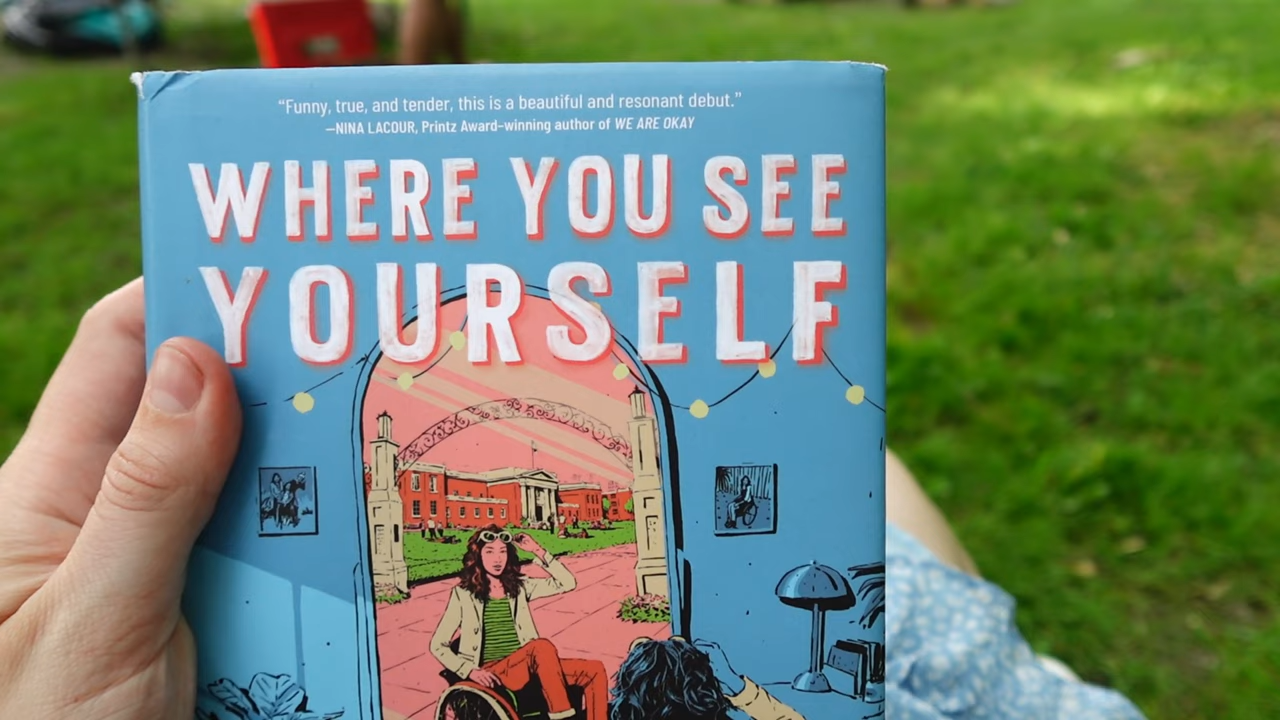 “Funny, true, and tender, this is a beautiful and resonant debut.”
—NINA LACOUR, Printz Award–winning author of WE ARE OKAY
WHERE YOU SEE
YOURSELF